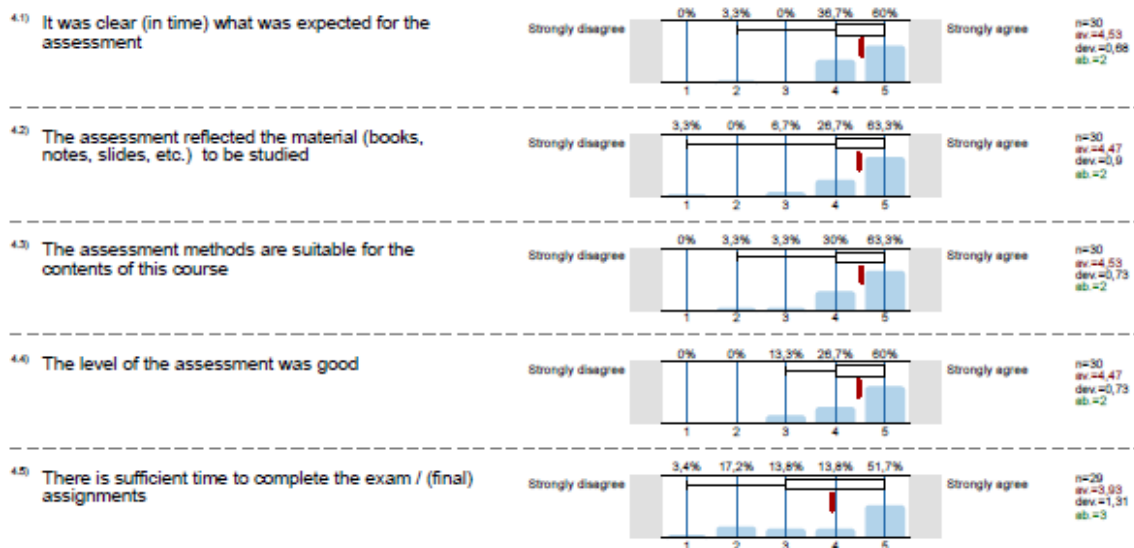 4.1) It was clear (in time) what was expected for the
assessment
Strongly disagree
0% 3,3% 0% 36,7% 60%
1 2 3 4 5
Strongly agree
n=30
av.=4,53
dev.=0,68
ab.=2
4.2) The assessment reflected the material (books,
notes, slides, etc.) to be studied
Strongly disagree
3,3% 0% 6,7% 26,7% 63,3%
1 2 3 4 5
Strongly agree
n=30
av.=4,47
dev.=0,9
ab.=2
4.3) The assessment methods are suitable for the
contents of this course
Strongly disagree
0% 3,3% 3,3% 30% 63,3%
1 2 3 4 5
Strongly agree
n=30
av.=4,53
dev.=0,73
ab.=2
4.4) The level of the assessment was good
Strongly disagree
0% 0% 13,3% 26,7% 60%
1 2 3 4 5
Strongly agree
n=30
av.=4,47
dev.=0,73
ab.=2
4.5) There is sufficient time to complete the exam / (final)
assignments
Strongly disagree
3,4% 17,2% 13,8% 13,8% 51,7%
1 2 3 4 5
Strongly agree
n=29
av.=3,93
dev.=1,31
ab.=3